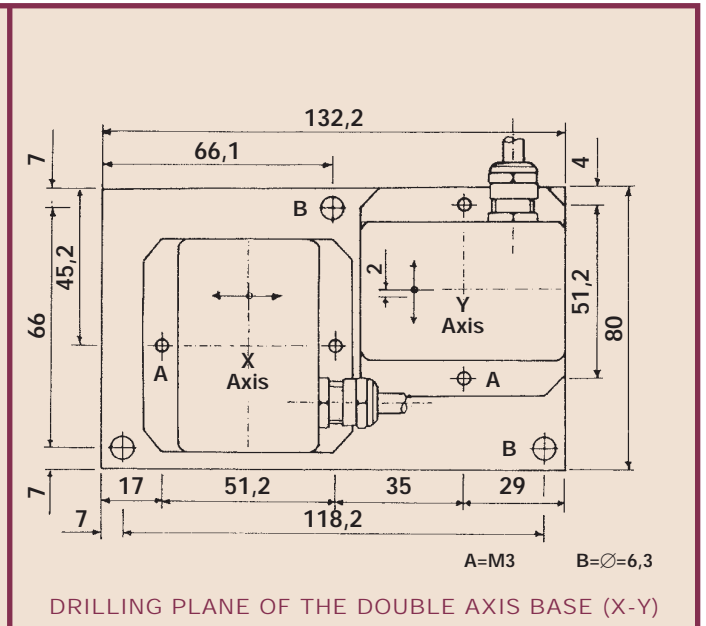 132,2
66,1
7
4
B
45,2
2
66
51,2
80
Y
Axis
X
Axis
A
A
B
7
17
51,2
35
29
7
118,2
A=M3
B=∅=6,3
DRILLING PLANE OF THE DOUBLE AXIS BASE (X-Y)